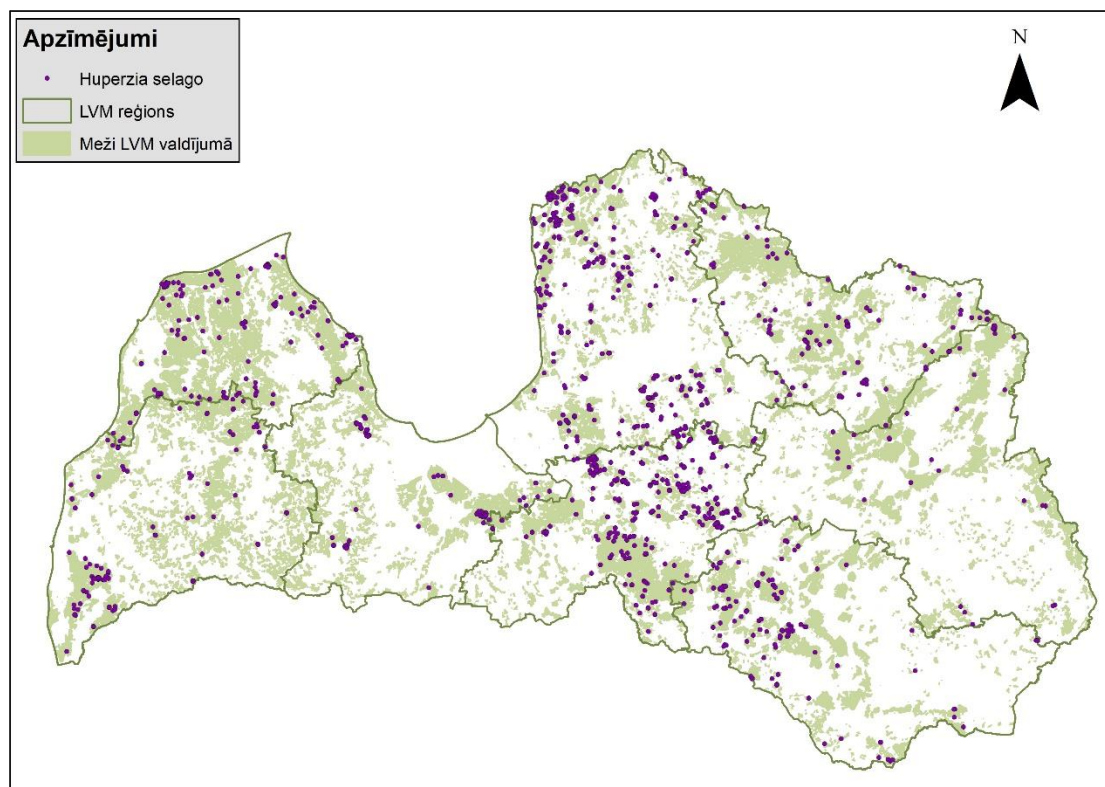 Apzīmējumi
Huperzia selago
LVM reģions
Meži LVM valdījumā
N